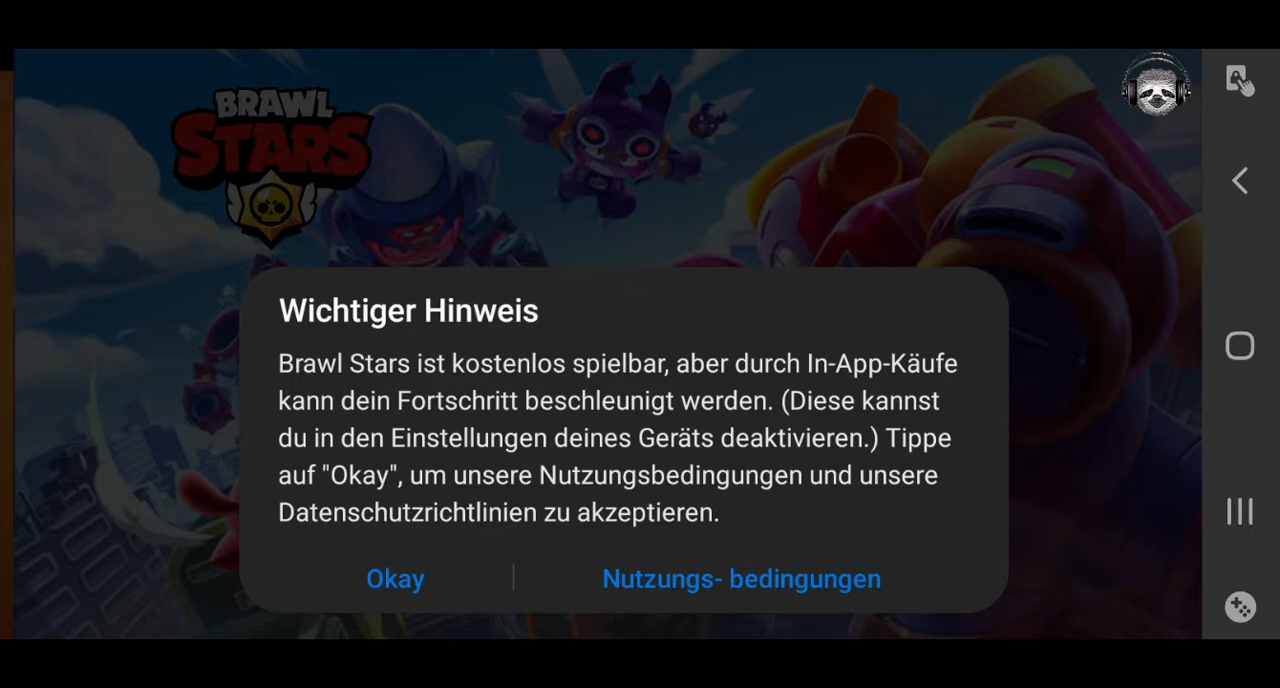 BRAWL
STARS
Wichtiger Hinweis
Brawl Stars ist kostenlos spielbar, aber durch In-App-Käufe
kann dein Fortschritt beschleunigt werden. (Diese kannst
du in den Einstellungen deines Geräts deaktivieren.) Tippe
auf "Okay", um unsere Nutzungsbedingungen und unsere
Datenschutzrichtlinien zu akzeptieren.
Okay
Nutzungs- bedingungen